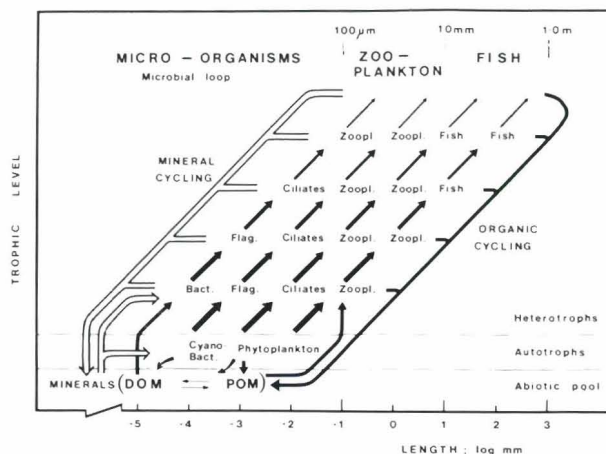 100μm 10mm 1·0m
MICRO – ORGANISMS ZOO – FISH
Microbial loop PLANKTON
Zoopl. Zoopl. Fish Fish
MINERAL
CYCLING
Ciliates Zoopl. Zoopl. Fish
TROPHIC LEVEL
Flag. Ciliates Zoopl. Zoopl.
ORGANIC
CYCLING
Bact. Flag. Ciliates Zoopl.
Heterotrophs
Cyano-
Bact. Phytoplankton
Autotrophs
MINERALS (DOM POM) Abiotic pool
-5 -4 -3 -2 -1 0 1 2 3
LENGTH ; log mm